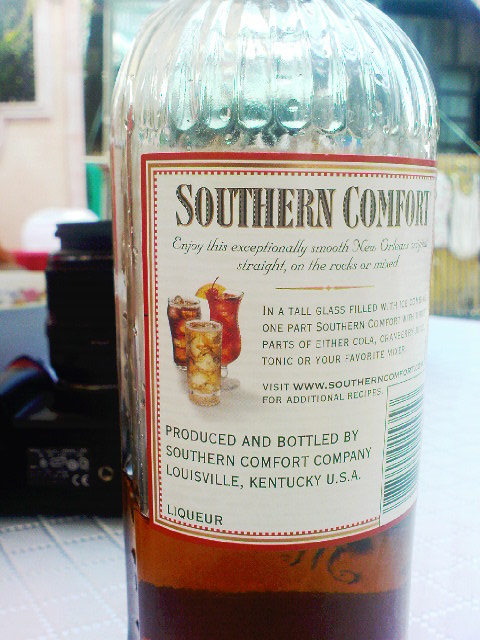 SOUTHERN COMFORT
Enjoy this exceptionally smooth New Orleans
straight, on the rocks or mixed
IN A TALL GLASS FILLED WITH ICE
ONE PART SOUTHERN COMFORT WITH
PARTS OF EITHER COLA, CRANBERRY
TONIC OR YOUR FAVORITE MIXER
VISIT WWW.SOUTHERNCOMFORT.
FOR ADDITIONAL RECIPES.
PRODUCED AND BOTTLED BY
SOUTHERN COMFORT COMPANY
LOUISVILLE, KENTUCKY U.S.A.
LIQUEUR